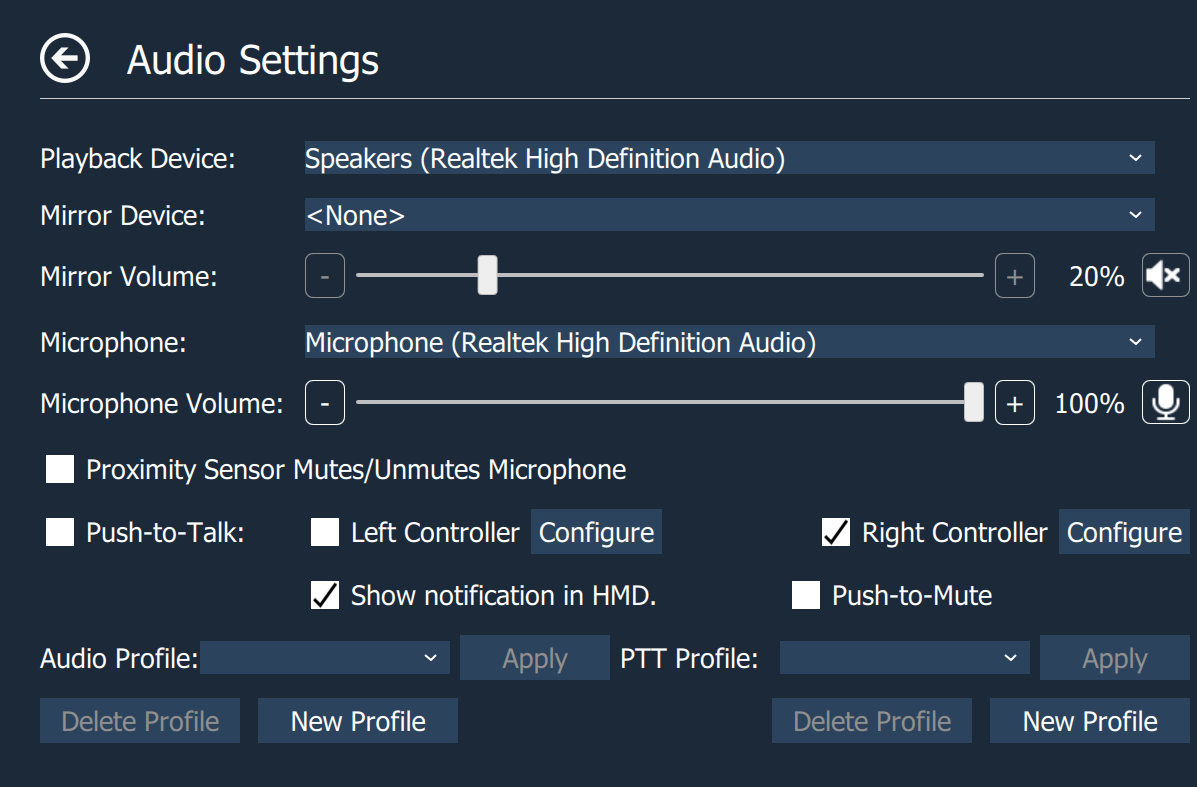 Audio Settings
Playback Device: Speakers (Realtek High Definition Audio)
Mirror Device: <None>
Mirror Volume: - + 20%
Microphone: Microphone (Realtek High Definition Audio)
Microphone Volume: - + 100%
Proximity Sensor Mutes/Unmutes Microphone
Push-to-Talk: Left Controller Configure Right Controller Configure
Show notification in HMD. Push-to-Mute
Audio Profile: Apply PTT Profile: Apply
Delete Profile New Profile Delete Profile New Profile